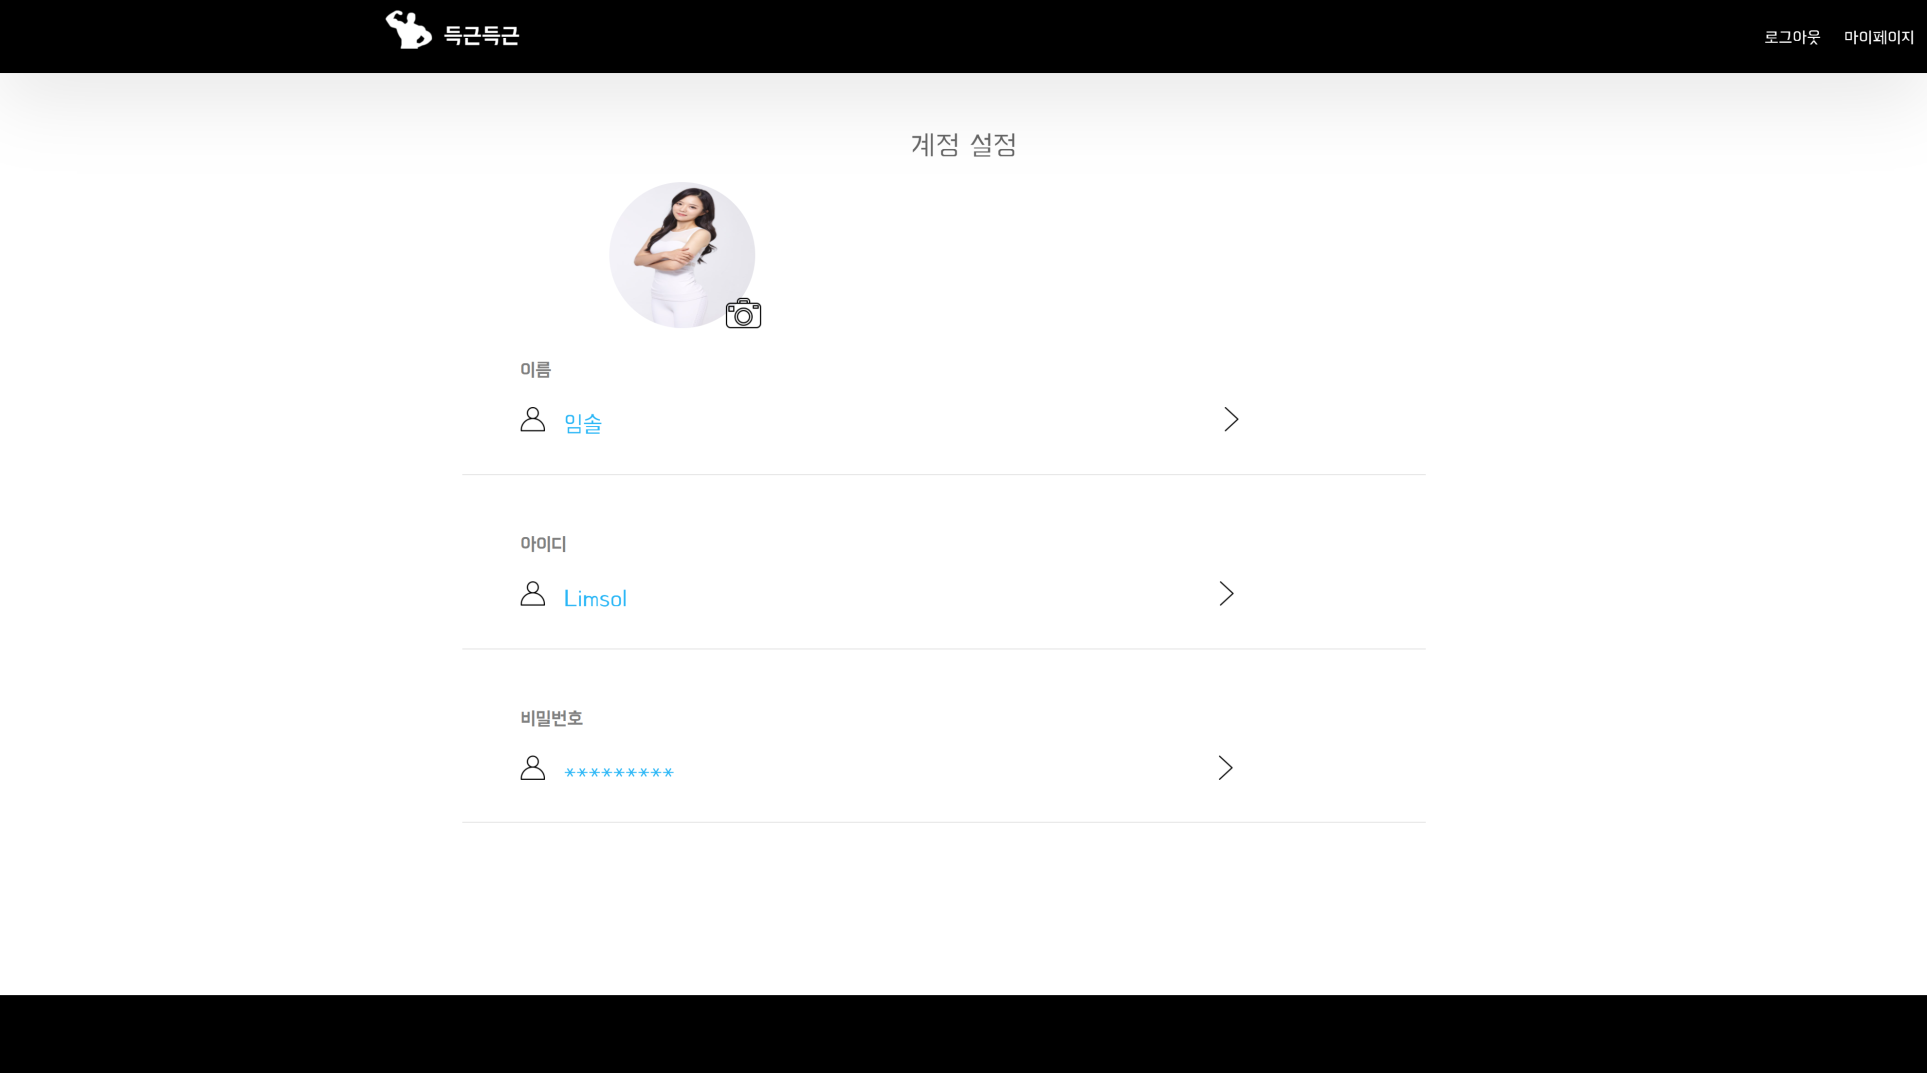 득근득근
로그아웃 마이페이지
계정 설정
이름
임솔
아이디
Limsol
비밀번호
*********